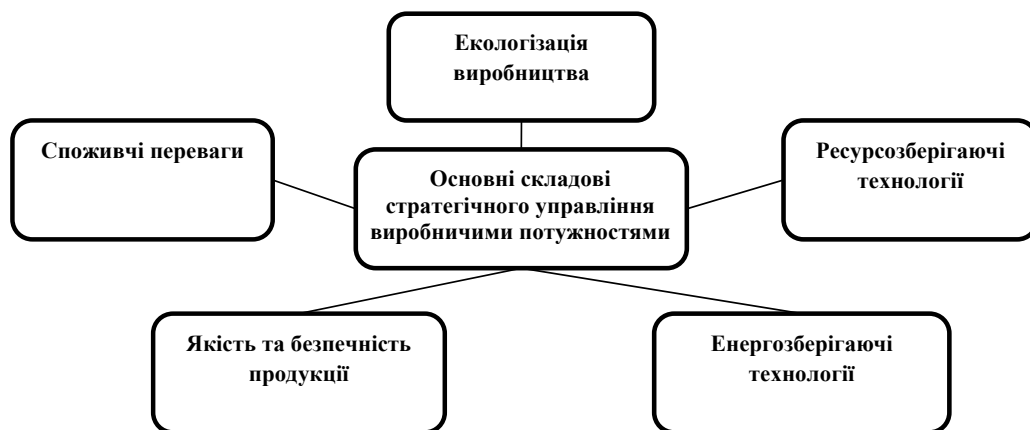 Екологізація
виробництва
Споживчі переваги
Основні складові
стратегічного управління
виробничими потужностями
Ресурсозберігаючі
технології
Якість та безпечність
продукції
Енергозберігаючі
технології